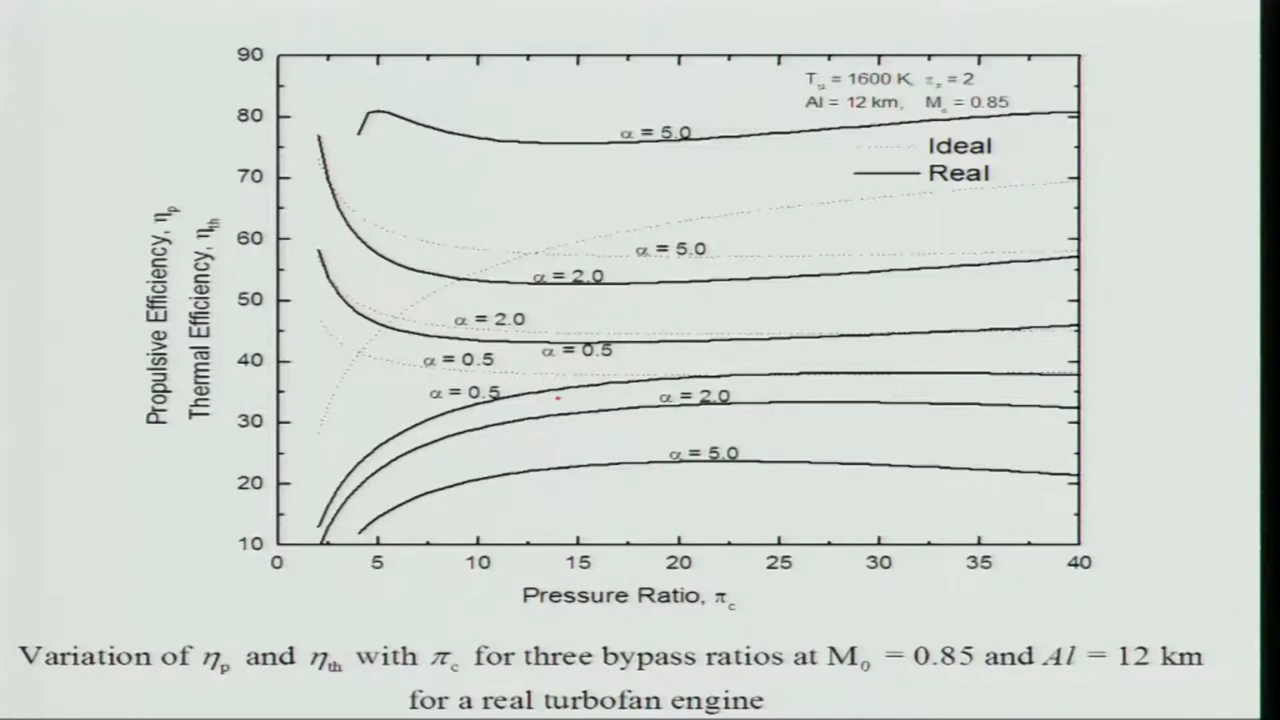 90
80
70
60
50
40
30
20
10
0 5 10 15 20 25 30 35 40
Propulsive Efficiency, ηp
Thermal Efficiency, ηth
= 1600 K, = 2
Al = 12 km, = 0.85
Ideal
Real
α = 5.0
α = 5.0
α = 2.0
α = 2.0
α = 0.5
α = 0.5
α = 0.5
α = 2.0
α = 5.0
Pressure Ratio, πc
Variation of ηp and ηth with πc for three bypass ratios at M0 = 0.85 and Al = 12 km
for a real turbofan engine